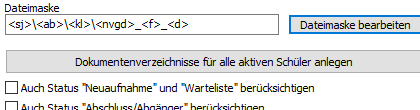 Dateimaske
<sj>\<ab>\<kl>\<nvgd>_<f>_<d>
Dateimaske bearbeiten
Dokumentenverzeichnisse für alle aktiven Schüler anlegen
Auch Status "Neuaufnahme" und "Warteliste" berücksichtigen
Auch Status "Abschluss/Abgänger" berücksichtigen